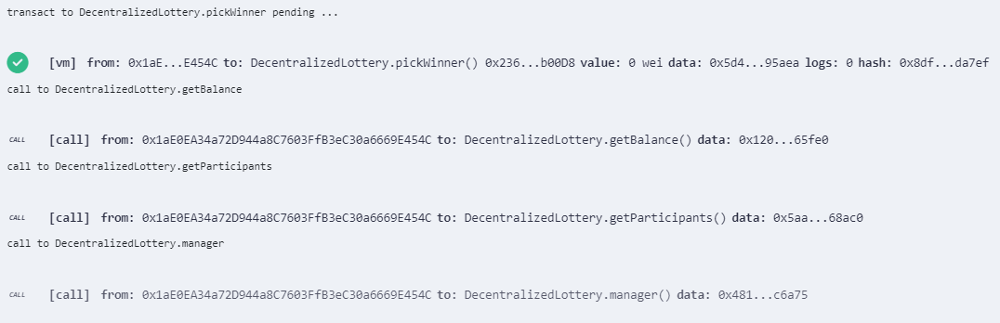 transact to DecentralizedLottery.pickWinner pending ...
[vm] from: 0x1aE...E454C to: DecentralizedLottery.pickWinner() 0x236...b00D8 value: 0 wei data: 0x5d4...95aea logs: 0 hash: 0x8df...da7ef
call to DecentralizedLottery.getBalance
CALL [call] from: 0x1aE0EA34a72D944a8C7603FfB3eC30a6669E454C to: DecentralizedLottery.getBalance() data: 0x120...65fe0
call to DecentralizedLottery.getParticipants
CALL [call] from: 0x1aE0EA34a72D944a8C7603FfB3eC30a6669E454C to: DecentralizedLottery.getParticipants() data: 0x5aa...68ac0
call to DecentralizedLottery.manager
CALL [call] from: 0x1aE0EA34a72D944a8C7603FfB3eC30a6669E454C to: DecentralizedLottery.manager() data: 0x481...c6a75